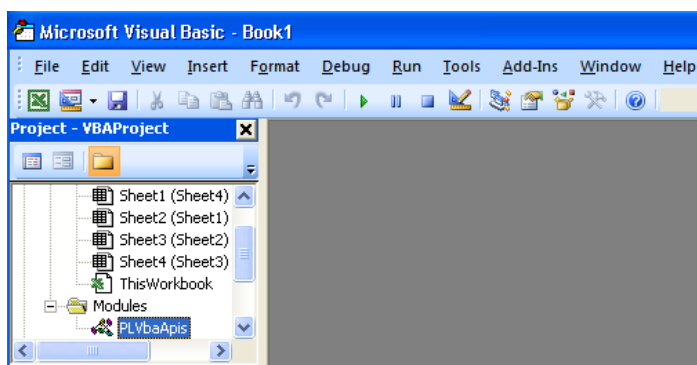 Microsoft Visual Basic - Book1
File Edit View Insert Format Debug Run Tools Add-Ins Window Help
Project - VBAProject
Sheet1 (Sheet4)
Sheet2 (Sheet1)
Sheet3 (Sheet2)
Sheet4 (Sheet3)
ThisWorkbook
Modules
PLVbaApis